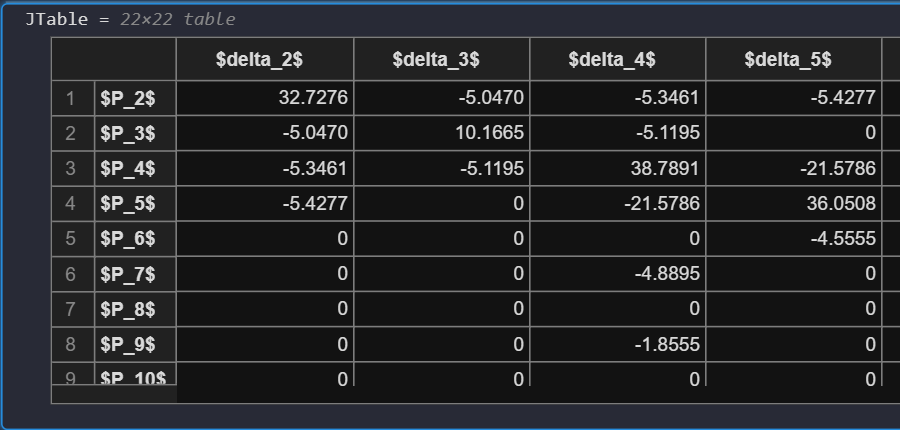 JTable = 22×22 table
$delta_2$ $delta_3$ $delta_4$ $delta_5$
1 $P_2$ 32.7276 -5.0470 -5.3461 -5.4277
2 $P_3$ -5.0470 10.1665 -5.1195 0
3 $P_4$ -5.3461 -5.1195 38.7891 -21.5786
4 $P_5$ -5.4277 0 -21.5786 36.0508
5 $P_6$ 0 0 0 -4.5555
6 $P_7$ 0 0 -4.8895 0
7 $P_8$ 0 0 0 0
8 $P_9$ 0 0 -1.8555 0
9 $P_10$ 0 0 0 0